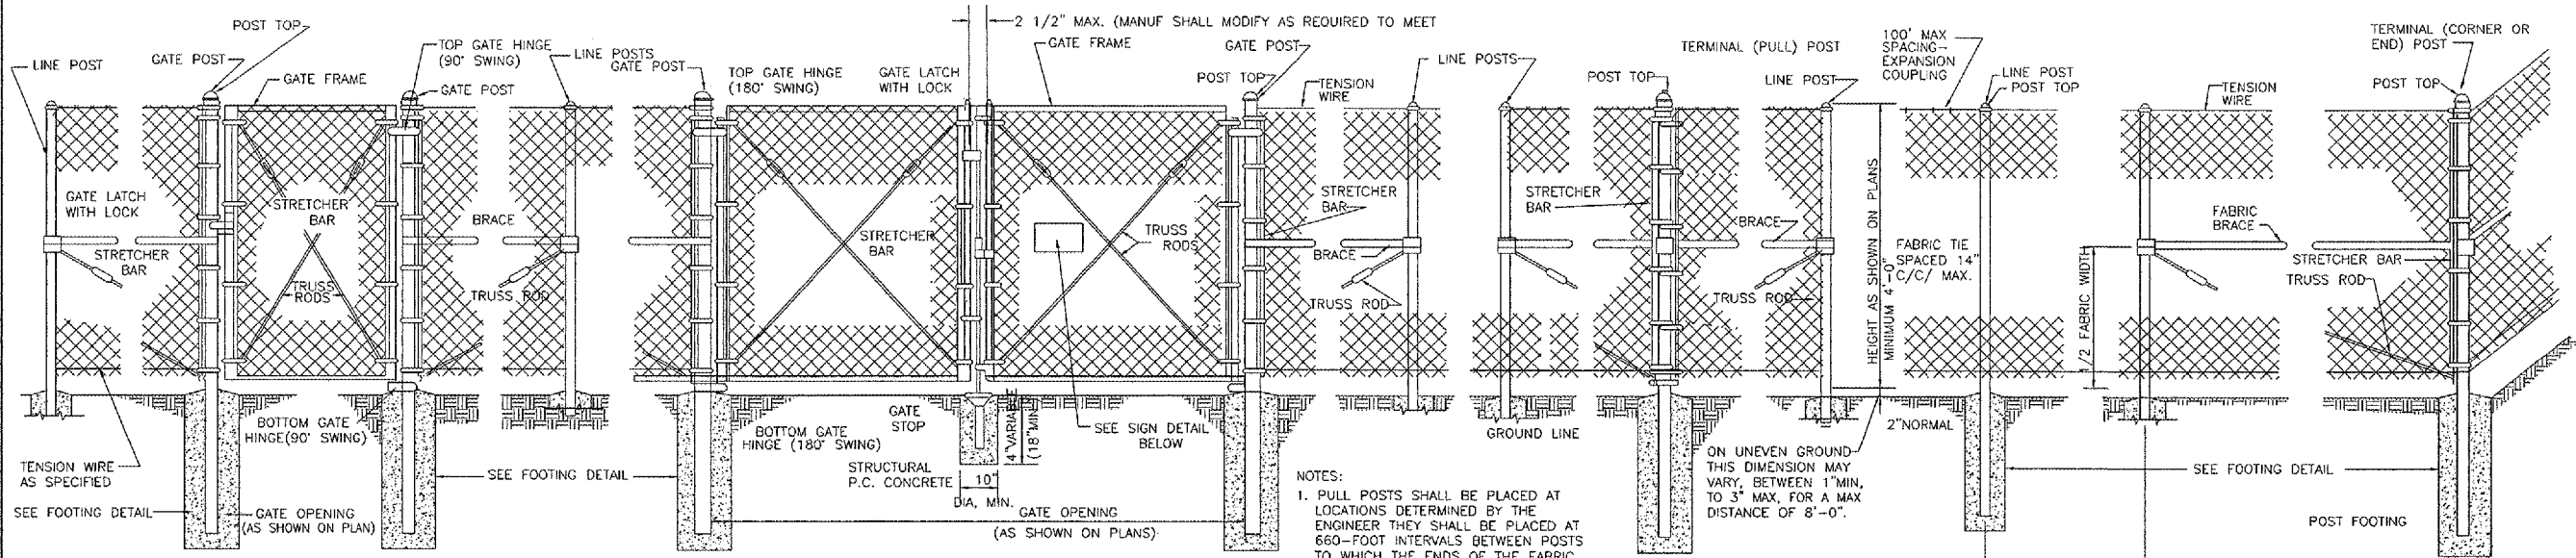 2 1/2" MAX. (MANUF SHALL MODIFY AS REQUIRED TO MEET
POST TOP
GATE POST
LINE POST
GATE FRAME
TOP GATE HINGE
(90° SWING)
GATE POST
LINE POSTS
GATE POST
TOP GATE HINGE
(180° SWING)
GATE LATCH
WITH LOCK
GATE FRAME
GATE POST
POST TOP
TENSION
WIRE
LINE POSTS
POST TOP
TERMINAL (PULL) POST
LINE POST
100' MAX
SPACING-
EXPANSION
COUPLING
LINE POST
POST TOP
TENSION
WIRE
TERMINAL (CORNER OR
END) POST
POST TOP
GATE LATCH
WITH LOCK
STRETCHER
BAR
STRETCHER
BAR
TRUSS
RODS
BRACE
TRUSS ROD
STRETCHER
BAR
TRUSS
RODS
STRETCHER
BAR
BRACE
TRUSS ROD
STRETCHER
BAR
BRACE
TRUSS ROD
HEIGHT AS SHOWN ON PLANS
MINIMUM 4'-0"
FABRIC TIE
SPACED 14"
C/C/ MAX.
1/2 FABRIC WIDTH
FABRIC
BRACE
STRETCHER BAR
TRUSS ROD
TENSION WIRE
AS SPECIFIED
SEE FOOTING DETAIL
BOTTOM GATE
HINGE(90° SWING)
GATE OPENING
(AS SHOWN ON PLAN)
SEE FOOTING DETAIL
BOTTOM GATE
HINGE (180° SWING)
GATE
STOP
STRUCTURAL
P.C. CONCRETE
4"VARIABLE
(18"MIN)
10"
DIA, MIN.
GATE OPENING
(AS SHOWN ON PLANS)
SEE SIGN DETAIL
BELOW
GROUND LINE
NOTES:
1. PULL POSTS SHALL BE PLACED AT
LOCATIONS DETERMINED BY THE
ENGINEER THEY SHALL BE PLACED AT
660-FOOT INTERVALS BETWEEN POSTS
TO WHICH THE ENDS OF THE FABRIC
ON UNEVEN GROUND
THIS DIMENSION MAY
VARY, BETWEEN 1"MIN,
TO 3" MAX, FOR A MAX
DISTANCE OF 8'-0".
2"NORMAL
SEE FOOTING DETAIL
POST FOOTING